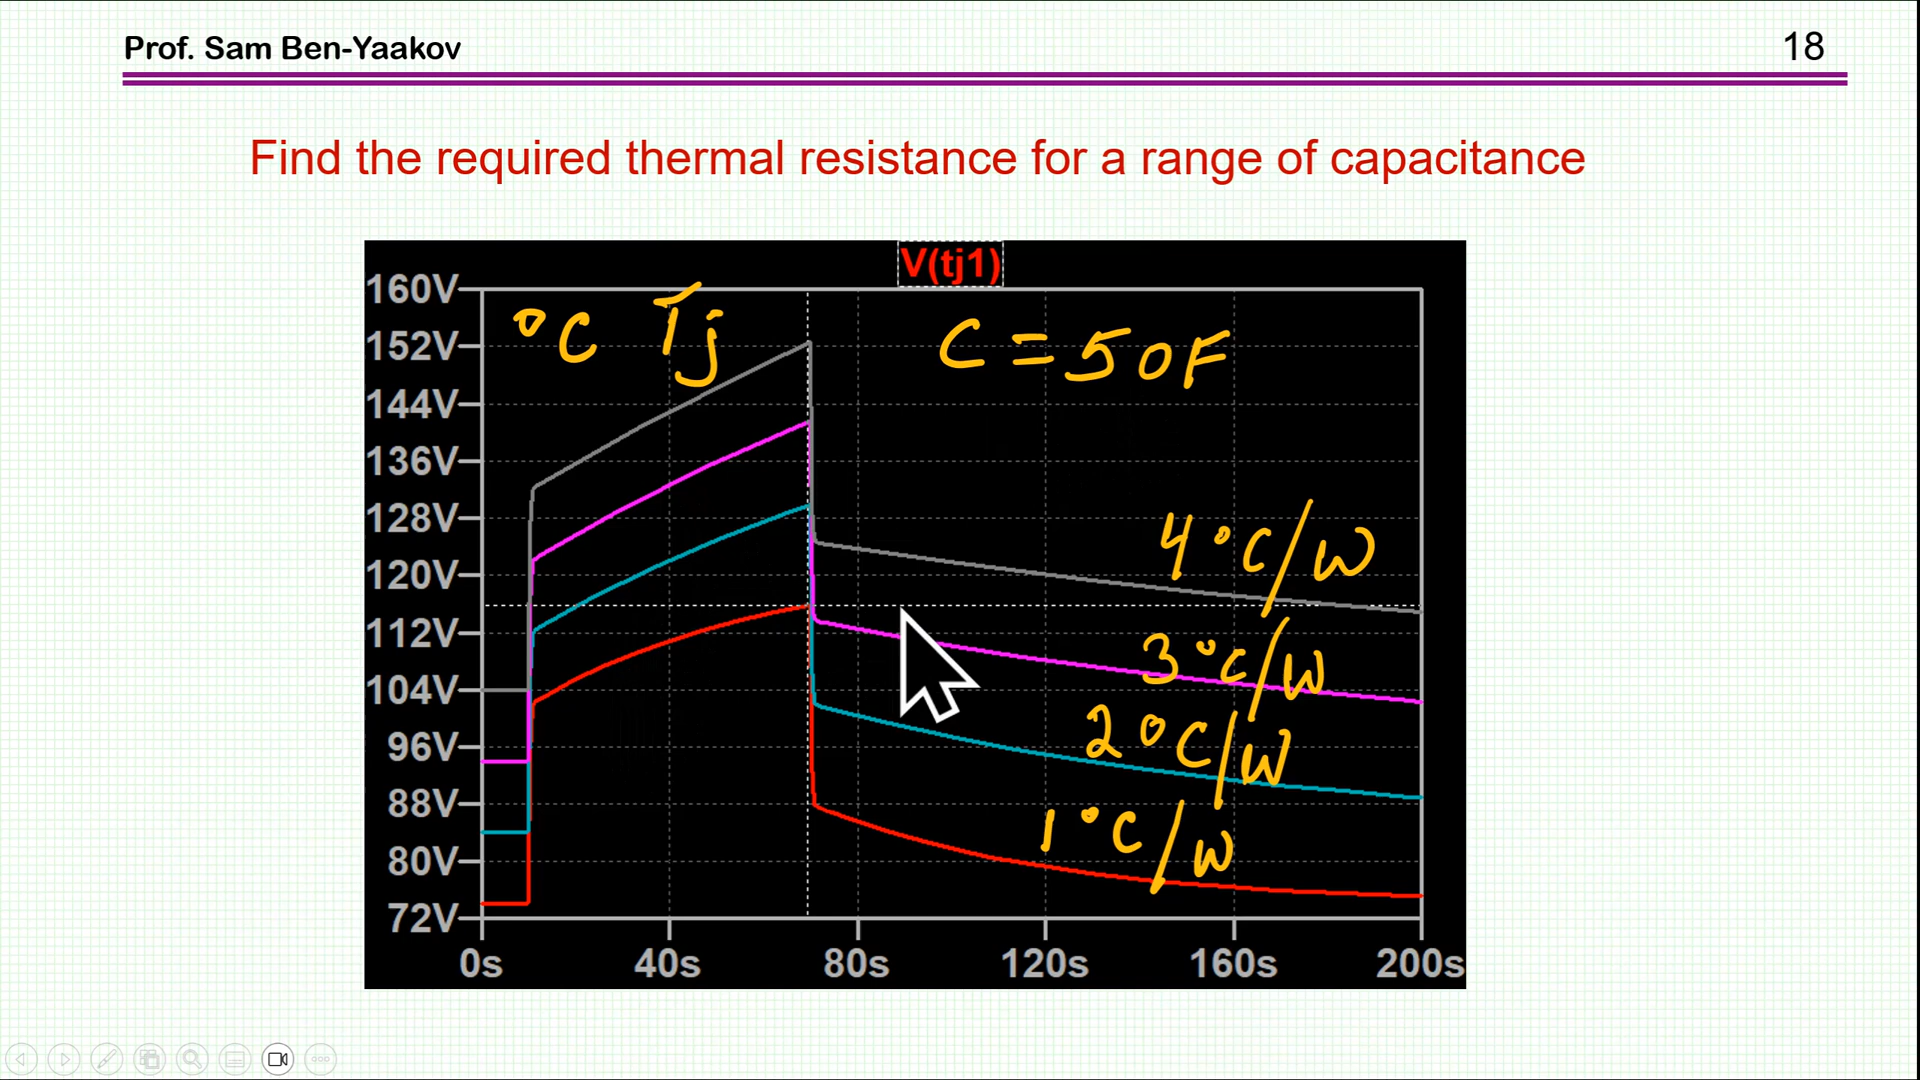 Prof. Sam Ben-Yaakov 18
Find the required thermal resistance for a range of capacitance
V(tj1)
160V
152V
144V
136V
128V
120V
112V
104V
96V
88V
80V
72V
°C Tj C = 50F
4°C/W
3°C/W
2°C/W
1°C/W
0s 40s 80s 120s 160s 200s